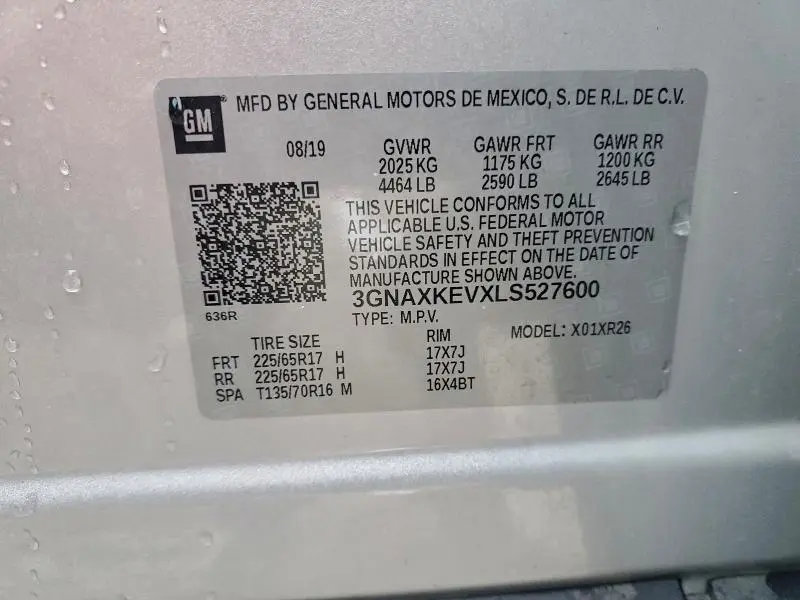 GM ® MFD BY GENERAL MOTORS DE MEXICO, S. DE R.L. DE C.V.
08/19 GVWR GAWR FRT GAWR RR
2025 KG 1175 KG 1200 KG
4464 LB 2590 LB 2645 LB
THIS VEHICLE CONFORMS TO ALL
APPLICABLE U.S. FEDERAL MOTOR
VEHICLE SAFETY AND THEFT PREVENTION
STANDARDS IN EFFECT ON THE DATE OF
MANUFACTURE SHOWN ABOVE.
3GNAXKEVXLS527600
636R
TYPE: M.P.V. MODEL: X01XR26
TIRE SIZE RIM
FRT 225/65R17 H 17X7J
RR 225/65R17 H 17X7J
SPA T135/70R16 M 16X4BT